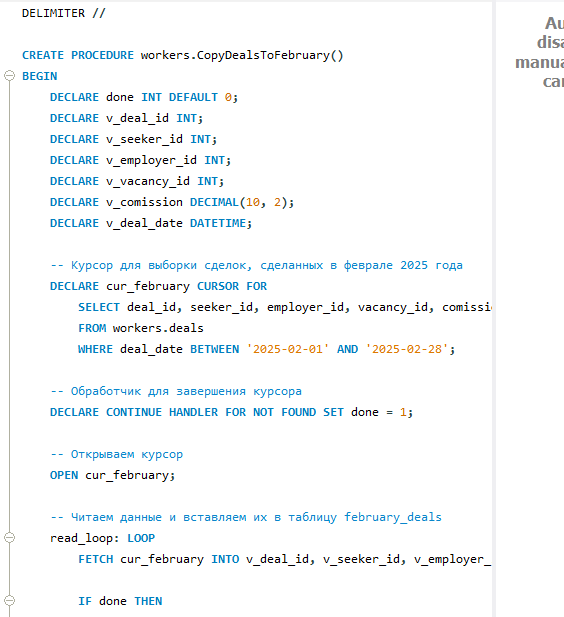 DELIMITER //
CREATE PROCEDURE workers.CopyDealsToFebruary()
BEGIN
DECLARE done INT DEFAULT 0;
DECLARE v_deal_id INT;
DECLARE v_seeker_id INT;
DECLARE v_employer_id INT;
DECLARE v_vacancy_id INT;
DECLARE v_comission DECIMAL(10, 2);
DECLARE v_deal_date DATETIME;
-- Курсор для выборки сделок, сделанных в феврале 2025 года
DECLARE cur_february CURSOR FOR
SELECT deal_id, seeker_id, employer_id, vacancy_id, comissi
FROM workers.deals
WHERE deal_date BETWEEN '2025-02-01' AND '2025-02-28';
-- Обработчик для завершения курсора
DECLARE CONTINUE HANDLER FOR NOT FOUND SET done = 1;
-- Открываем курсор
OPEN cur_february;
-- Читаем данные и вставляем их в таблицу february_deals
read_loop: LOOP
FETCH cur_february INTO v_deal_id, v_seeker_id, v_employer_
IF done THEN
Au
disa
manua
car